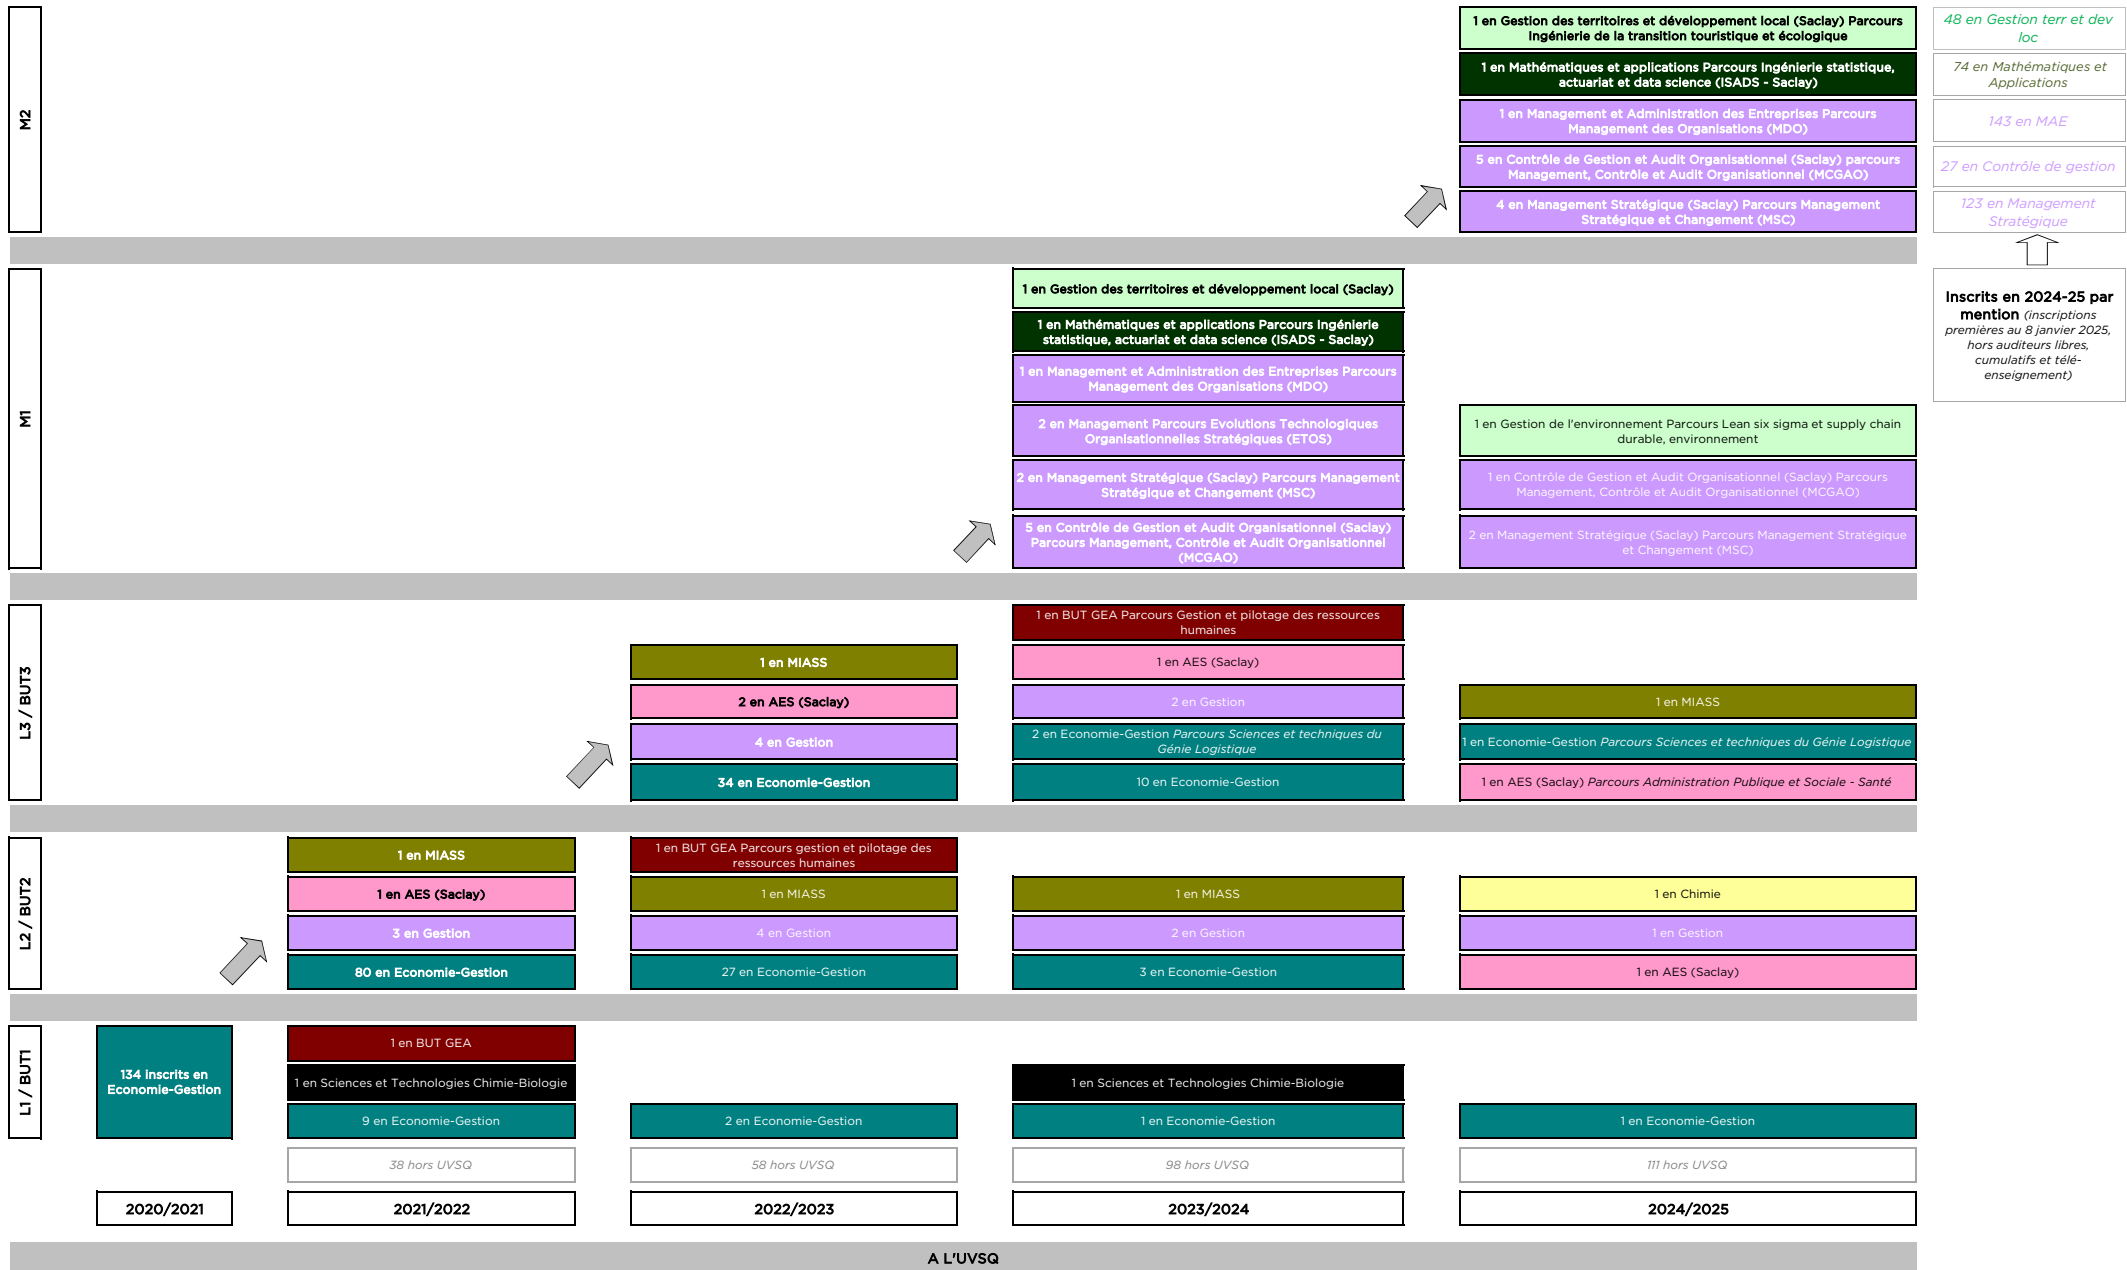 M2
1 en Gestion des territoires et développement local (Saclay) Parcours
Ingénierie de la transition touristique et écologique
1 en Mathématiques et applications Parcours Ingénierie statistique,
actuariat et data science (ISADS - Saclay)
1 en Management et Administration des Entreprises Parcours
Management des Organisations (MDO)
5 en Contrôle de Gestion et Audit Organisationnel (Saclay) parcours
Management, Contrôle et Audit Organisationnel (MCGAO)
4 en Management Stratégique (Saclay) Parcours Management
Stratégique et Changement (MSC)
48 en Gestion terr et dev
loc
74 en Mathématiques et
Applications
143 en MAE
27 en Contrôle de gestion
123 en Management
Stratégique
Inscrits en 2024-25 par
mention (inscriptions
premières au 8 janvier 2025,
hors auditeurs libres,
cumulatifs et télé-
enseignement)
M1
1 en Gestion des territoires et développement local (Saclay)
1 en Mathématiques et applications Parcours Ingénierie
statistique, actuariat et data science (ISADS - Saclay)
1 en Management et Administration des Entreprises Parcours
Management des Organisations (MDO)
2 en Management Parcours Evolutions Technologiques
Organisationnelles Stratégiques (ETOS)
2 en Management Stratégique (Saclay) Parcours Management
Stratégique et Changement (MSC)
5 en Contrôle de Gestion et Audit Organisationnel (Saclay)
Parcours Management, Contrôle et Audit Organisationnel
(MCGAO)
1 en Gestion de l'environnement Parcours Lean six sigma et supply chain
durable, environnement
1 en Contrôle de Gestion et Audit Organisationnel (Saclay) Parcours
Management, Contrôle et Audit Organisationnel (MCGAO)
2 en Management Stratégique (Saclay) Parcours Management Stratégique
et Changement (MSC)
L3 / BUT3
1 en MIASS
2 en AES (Saclay)
4 en Gestion
34 en Economie-Gestion
1 en BUT GEA Parcours Gestion et pilotage des ressources
humaines
1 en AES (Saclay)
2 en Gestion
2 en Economie-Gestion Parcours Sciences et techniques du
Génie Logistique
10 en Economie-Gestion
1 en MIASS
1 en Economie-Gestion Parcours Sciences et techniques du Génie Logistique
1 en AES (Saclay) Parcours Administration Publique et Sociale - Santé
L2 / BUT2
1 en MIASS
1 en AES (Saclay)
3 en Gestion
80 en Economie-Gestion
1 en BUT GEA Parcours gestion et pilotage des
ressources humaines
1 en MIASS
4 en Gestion
27 en Economie-Gestion
1 en MIASS
2 en Gestion
3 en Economie-Gestion
1 en Chimie
1 en Gestion
1 en AES (Saclay)
L1 / BUT1
134 inscrits en
Economie-Gestion
1 en BUT GEA
1 en Sciences et Technologies Chimie-Biologie
9 en Economie-Gestion
2 en Economie-Gestion
1 en Sciences et Technologies Chimie-Biologie
1 en Economie-Gestion
1 en Economie-Gestion
38 hors UVSQ
58 hors UVSQ
98 hors UVSQ
111 hors UVSQ
2020/2021
2021/2022
2022/2023
2023/2024
2024/2025
A L'UVSQ